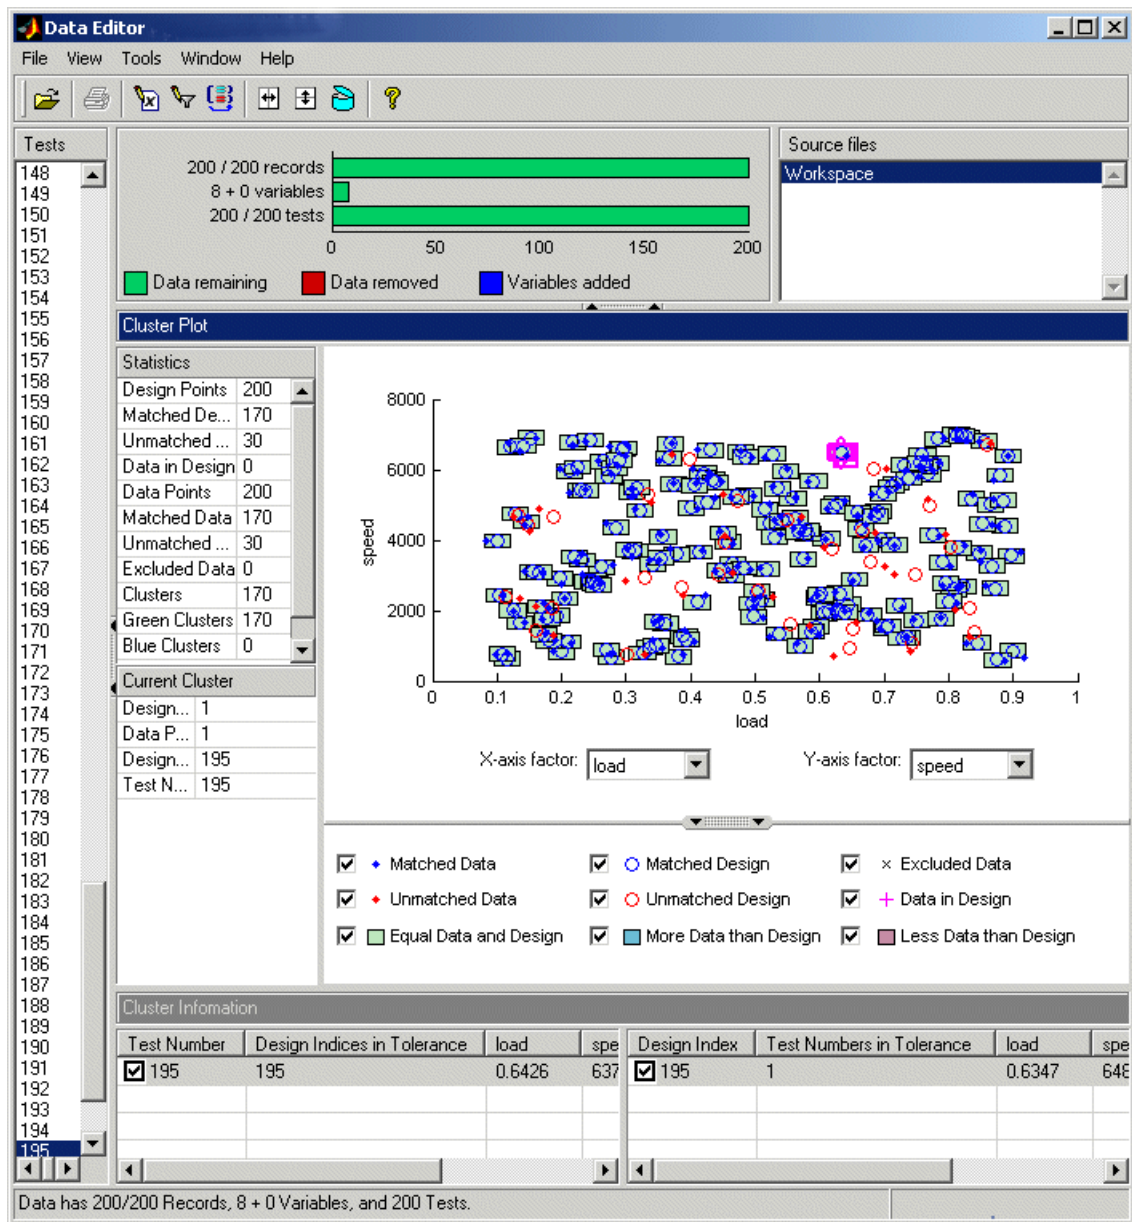 Data Editor
File View Tools Window Help
Tests
148
149
150
151
152
153
154
155
156
157
158
159
160
161
162
163
164
165
166
167
168
169
170
171
172
173
174
175
176
177
178
179
180
181
182
183
184
185
186
187
188
189
190
191
192
193
194
195
200 / 200 records
8 + 0 variables
200 / 200 tests
0 50 100 150 200
Data remaining Data removed Variables added
Source files
Workspace
Cluster Plot
Statistics
Design Points 200
Matched De... 170
Unmatched ... 30
Data in Design 0
Data Points 200
Matched Data 170
Unmatched ... 30
Excluded Data 0
Clusters 170
Green Clusters 170
Blue Clusters 0
Current Cluster
Design... 1
Data P... 1
Design... 195
Test N... 195
8000
6000
4000
2000
0
speed
0 0.1 0.2 0.3 0.4 0.5 0.6 0.7 0.8 0.9 1
load
X-axis factor: load Y-axis factor: speed
Matched Data Matched Design Excluded Data
Unmatched Data Unmatched Design Data in Design
Equal Data and Design More Data than Design Less Data than Design
Cluster Infomation
Test Number Design Indices in Tolerance load spe
195 195 0.6426 637
Design Index Test Numbers in Tolerance load spe
195 1 0.6347 648
Data has 200/200 Records, 8 + 0 Variables, and 200 Tests.